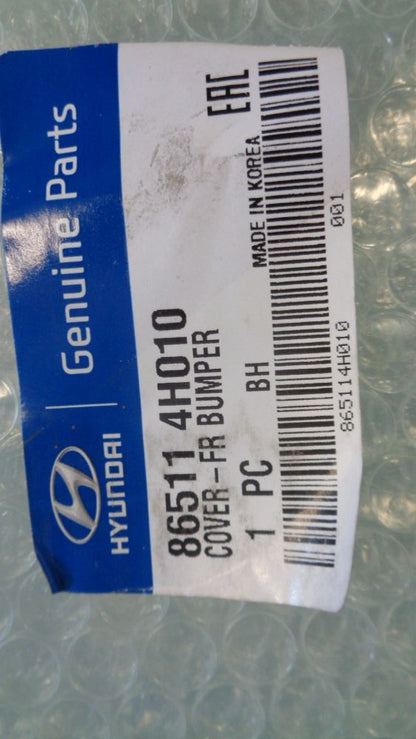 HYUNDAI
Genuine Parts
86511 4H010
COVER-FR BUMPER
1 PC BH
MADE IN KOREA
EAC
865114H010 001